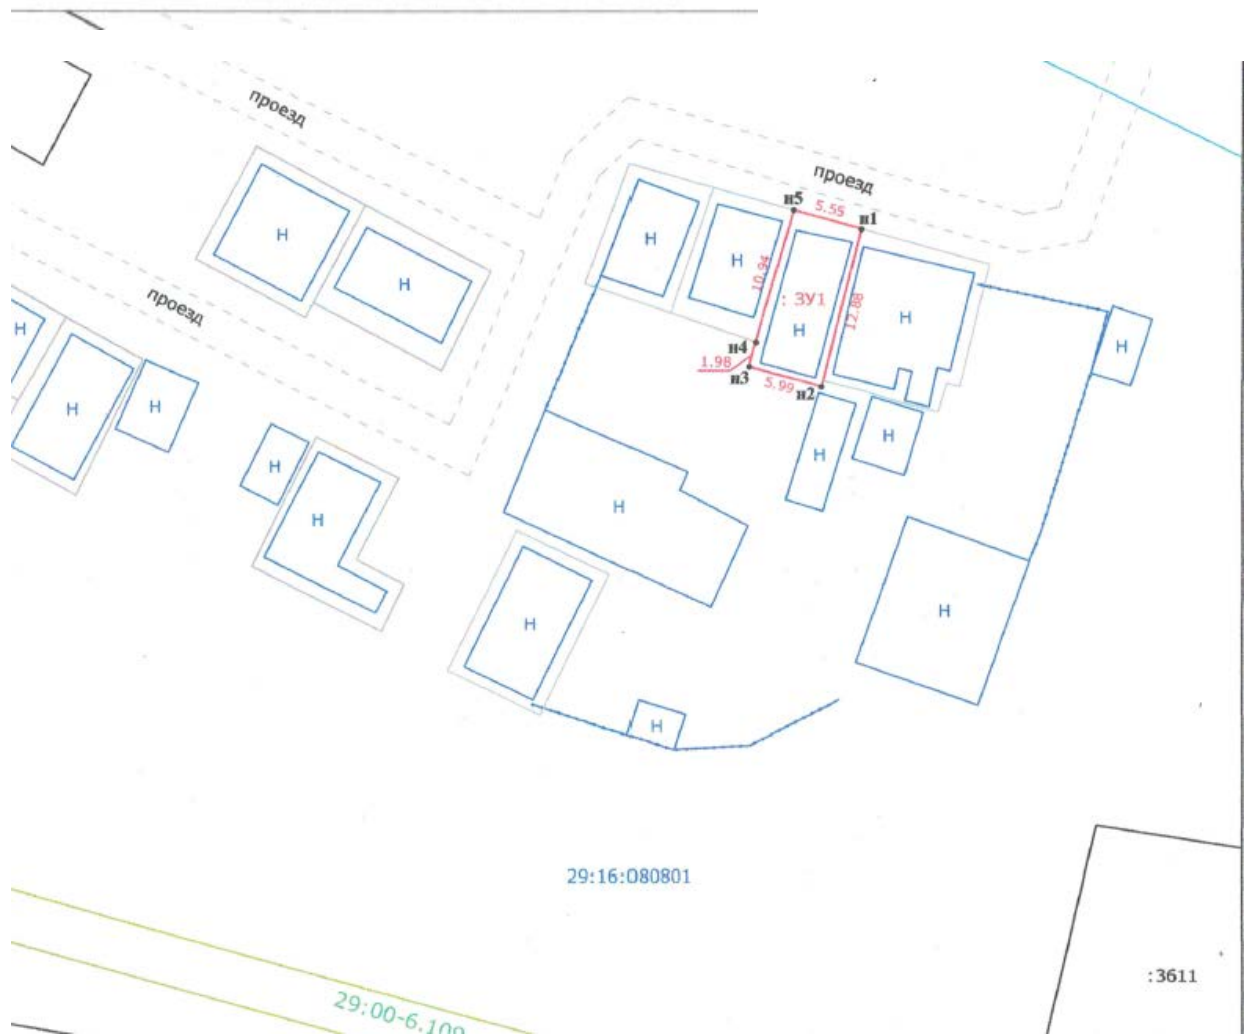 проезд
проезд
н5
5.55
н1
Н
Н
Н
10.94
: ЗУ1
12.88
Н
Н
Н
Н
проезд
Н
н4
1.98
н3
5.99
н2
Н
Н
Н
Н
Н
Н
Н
Н
Н
Н
Н
Н
29:16:080801
:3611
29:00-6.109